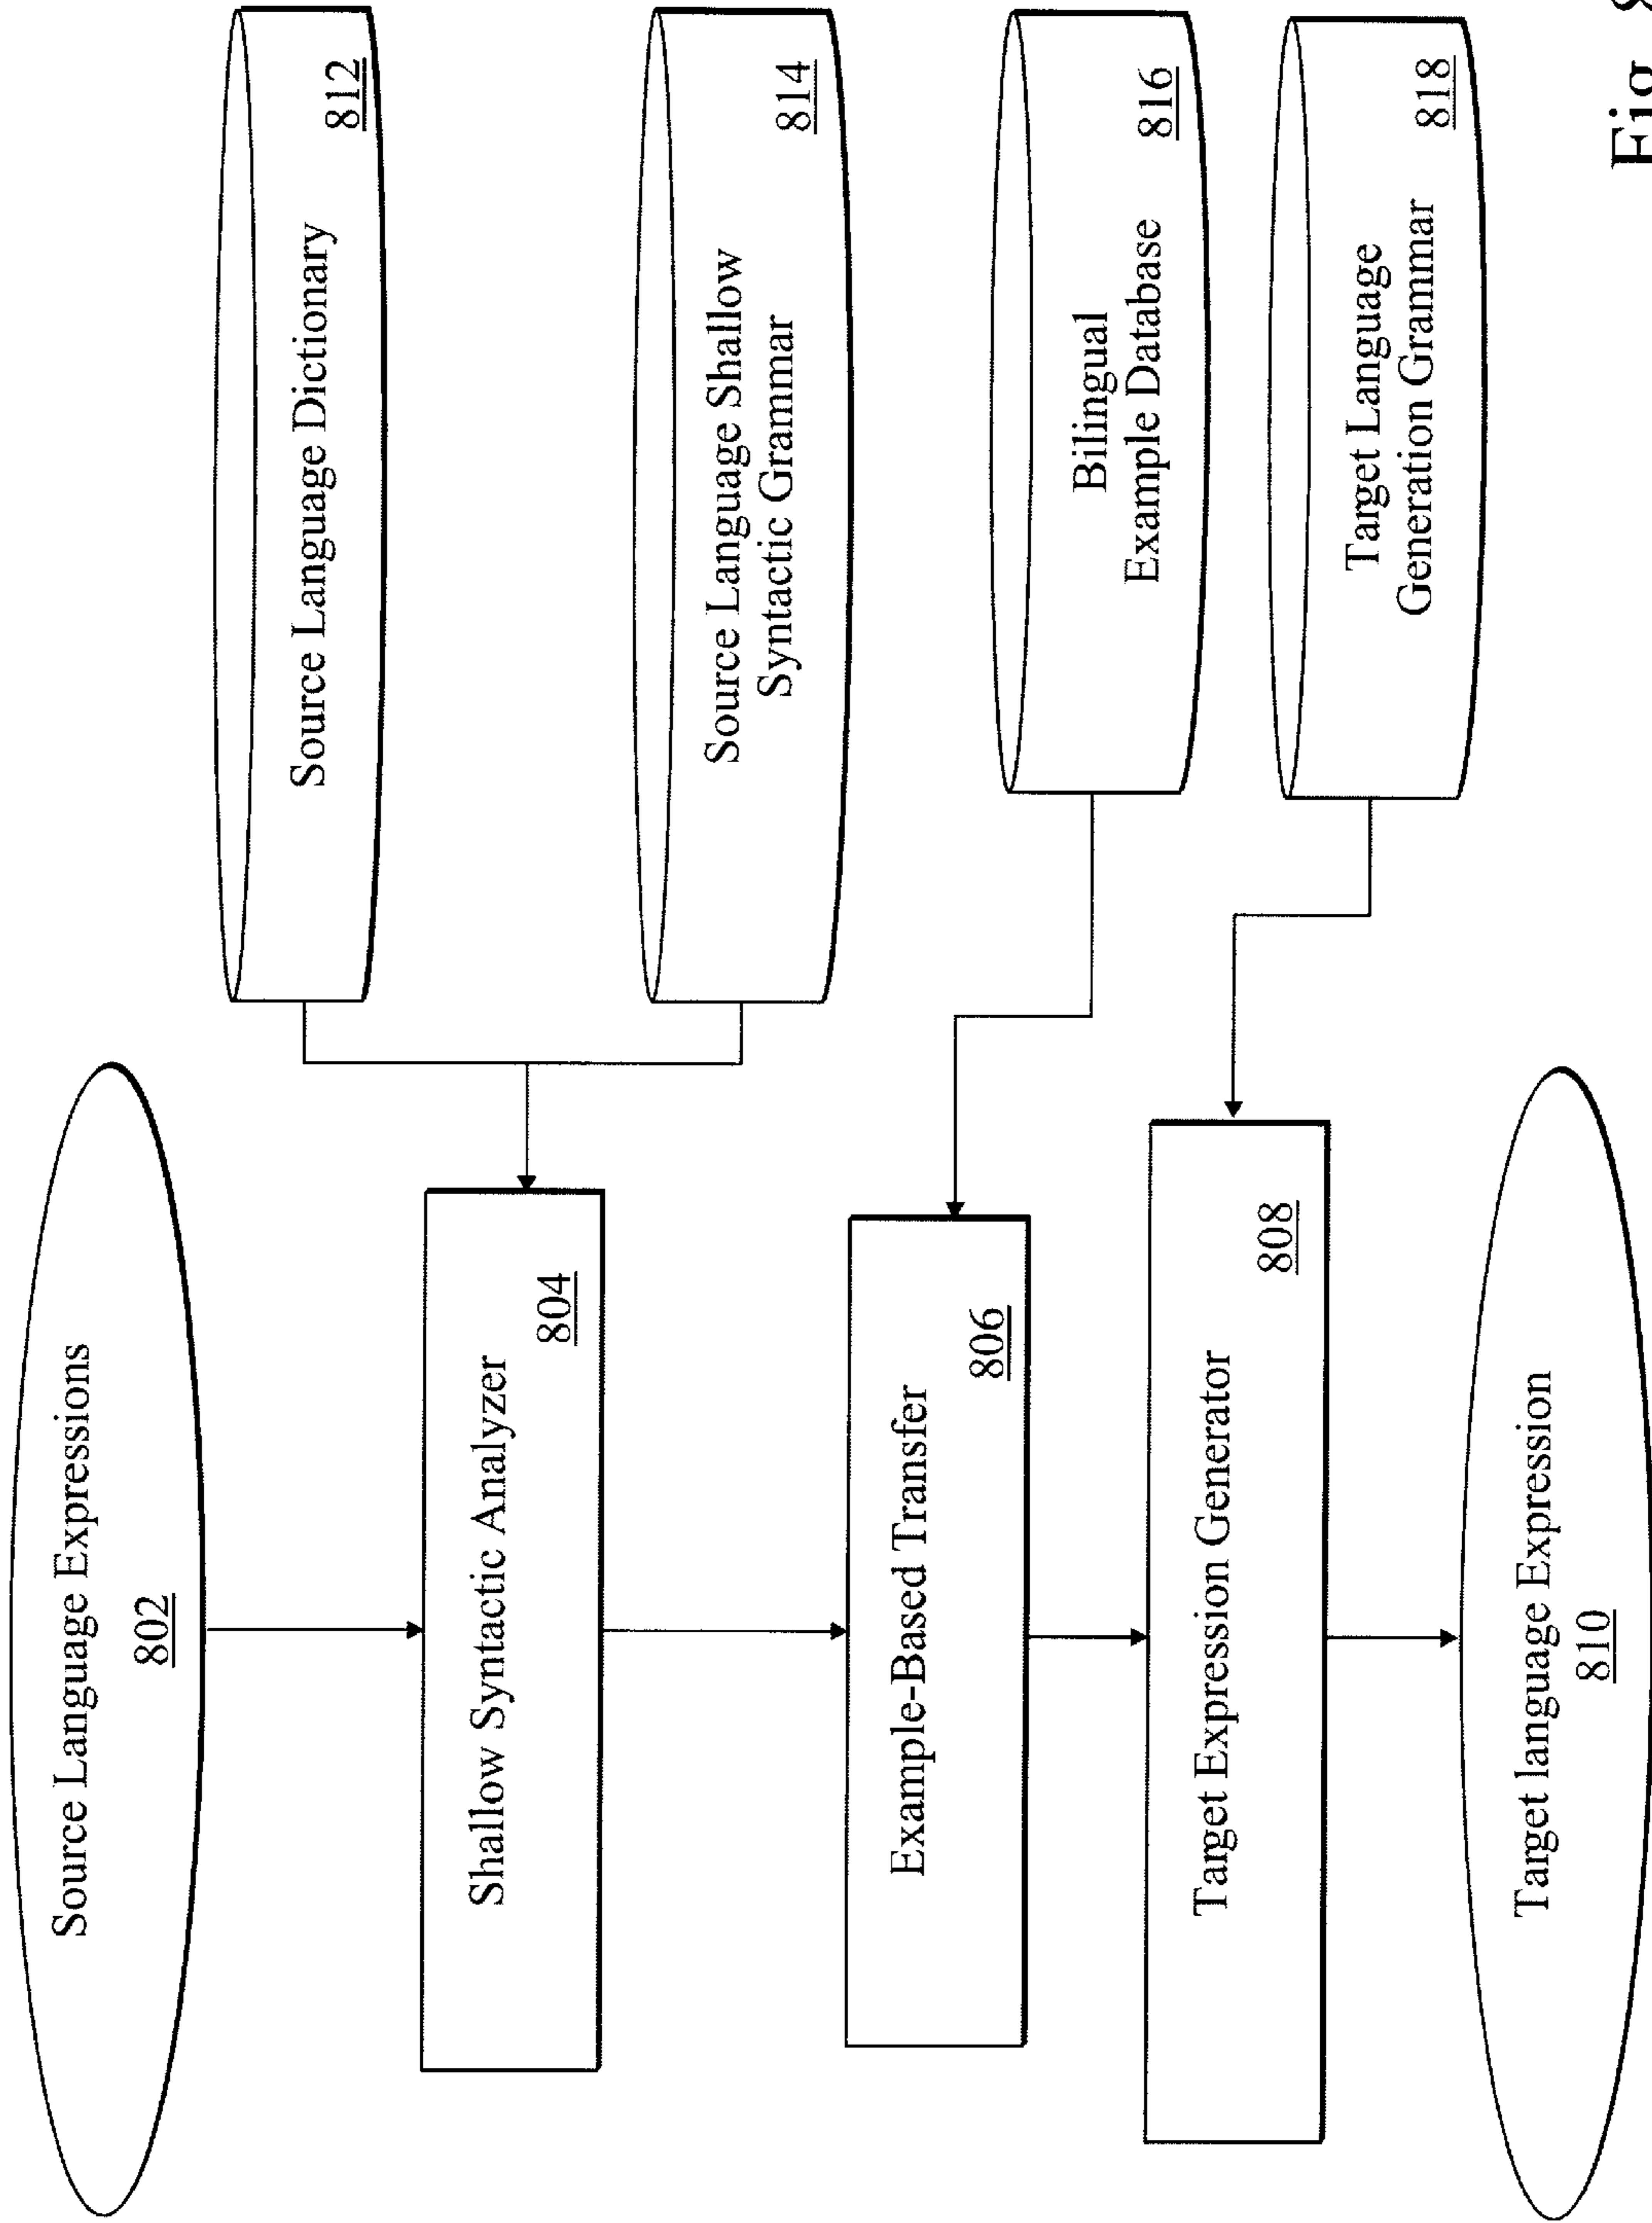 Source Language Expressions
802
Shallow Syntactic Analyzer
804
Example-Based Transfer
806
Target Expression Generator
808
Target language Expression
810
Source Language Dictionary
812
Source Language Shallow
Syntactic Grammar
814
Bilingual
Example Database
816
Target Language
Generation Grammar
818
Fig. 8